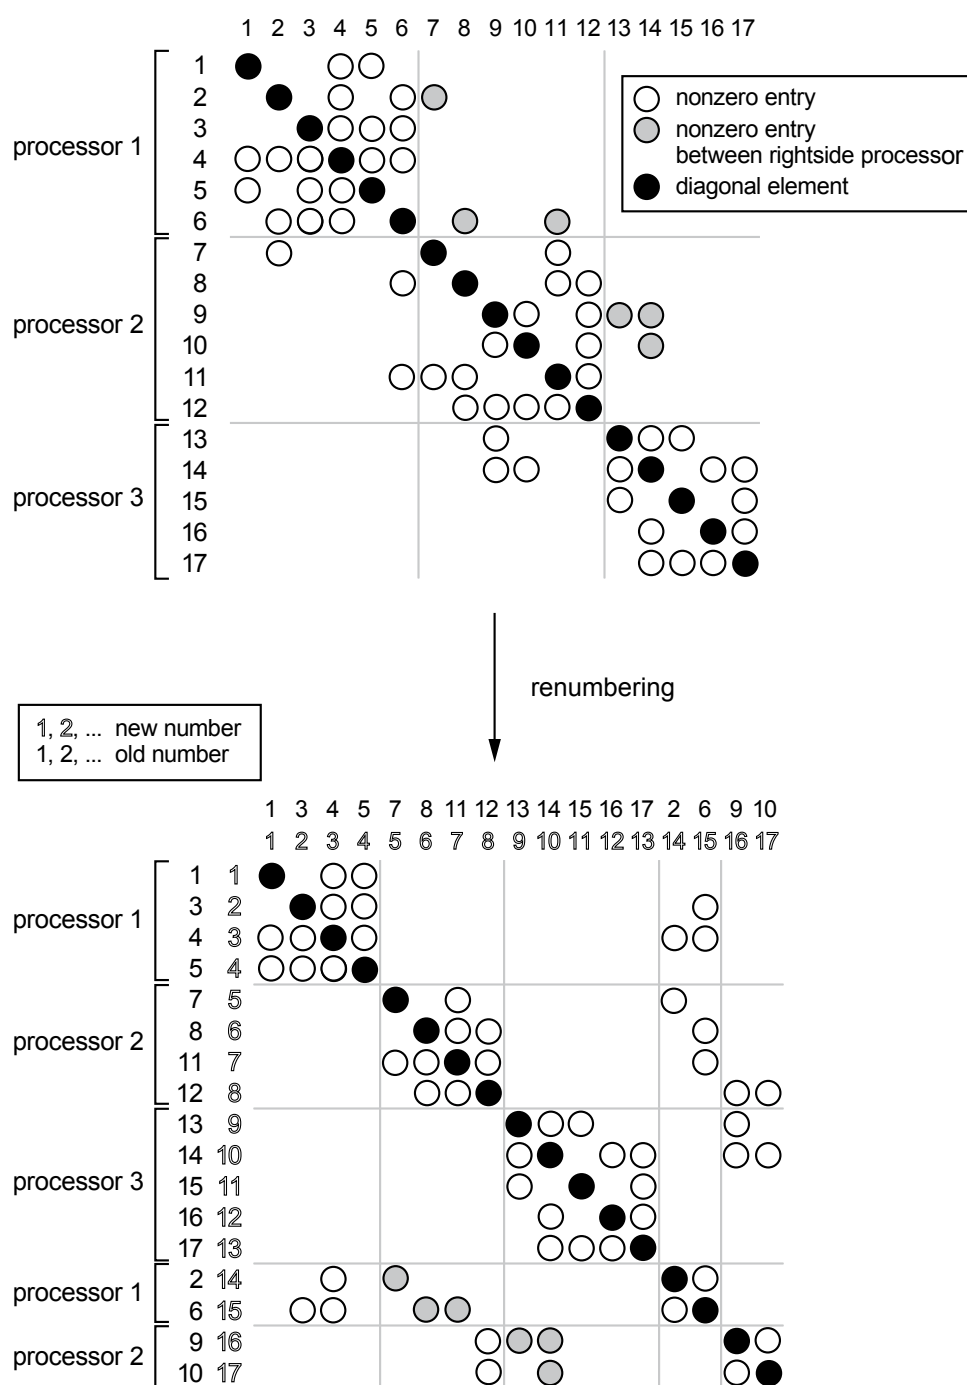 1 2 3 4 5 6 7 8 9 10 11 12 13 14 15 16 17
1
2
processor 1
3
4
5
6
nonzero entry
nonzero entry
between rightside processor
diagonal element
7
8
processor 2
9
10
11
12
13
14
processor 3
15
16
17
renumbering
1, 2, ... new number
1, 2, ... old number
1 3 4 5 7 8 11 12 13 14 15 16 17 2 6 9 10
1 2 3 4 5 6 7 8 9 10 11 12 13 14 15 16 17
1 1
processor 1
3 2
4 3
5 4
7 5
processor 2
8 6
11 7
12 8
13 9
14 10
processor 3
15 11
16 12
17 13
processor 1
2 14
6 15
processor 2
9 16
10 17